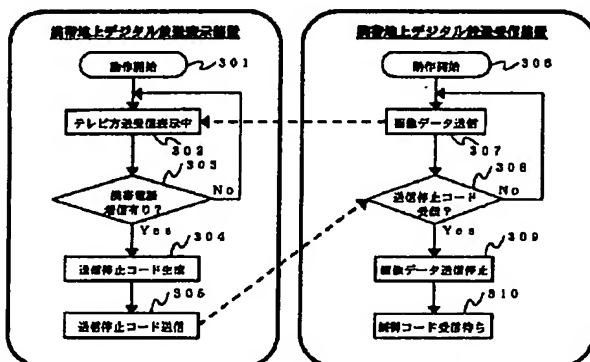 携帯地上デジタル放送表示装置
動作開始
301
テレビ放送受信表示中
302
303
携帯電話
受信有り？
No
Yes
304
送信停止コード生成
305
送信停止コード送信
携帯地上デジタル放送受信装置
動作開始
306
画像データ送信
307
308
送信停止コード
受信？
No
Yes
309
画像データ送信停止
310
制御コード受信待ち